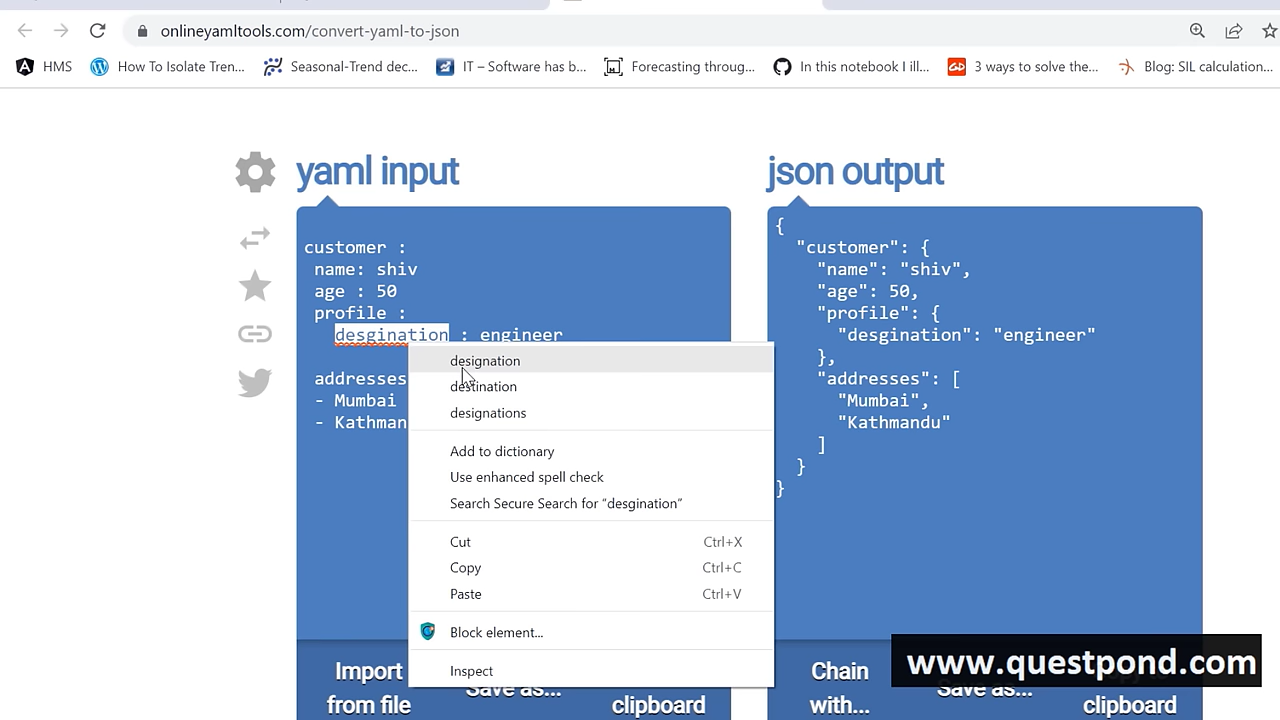 onlineyamltools.com/convert-yaml-to-json
HMS
How To Isolate Tren...
Seasonal-Trend dec...
IT – Software has b...
Forecasting throug...
In this notebook I ill...
3 ways to solve the...
Blog: SIL calculation...
yaml input
customer :
name: shiv
age : 50
profile :
desgination : engineer
addresses
- Mumbai
- Kathman
designation
destination
designations
Add to dictionary
Use enhanced spell check
Search Secure Search for “desgination”
Cut Ctrl+X
Copy Ctrl+C
Paste Ctrl+V
Block element...
Inspect
Import
from file
Save as...
clipboard
json output
{
"customer": {
"name": "shiv",
"age": 50,
"profile": {
"desgination": "engineer"
},
"addresses": [
"Mumbai",
"Kathmandu"
]
}
}
Chain
with...
Save as...
clipboard
www.questpond.com